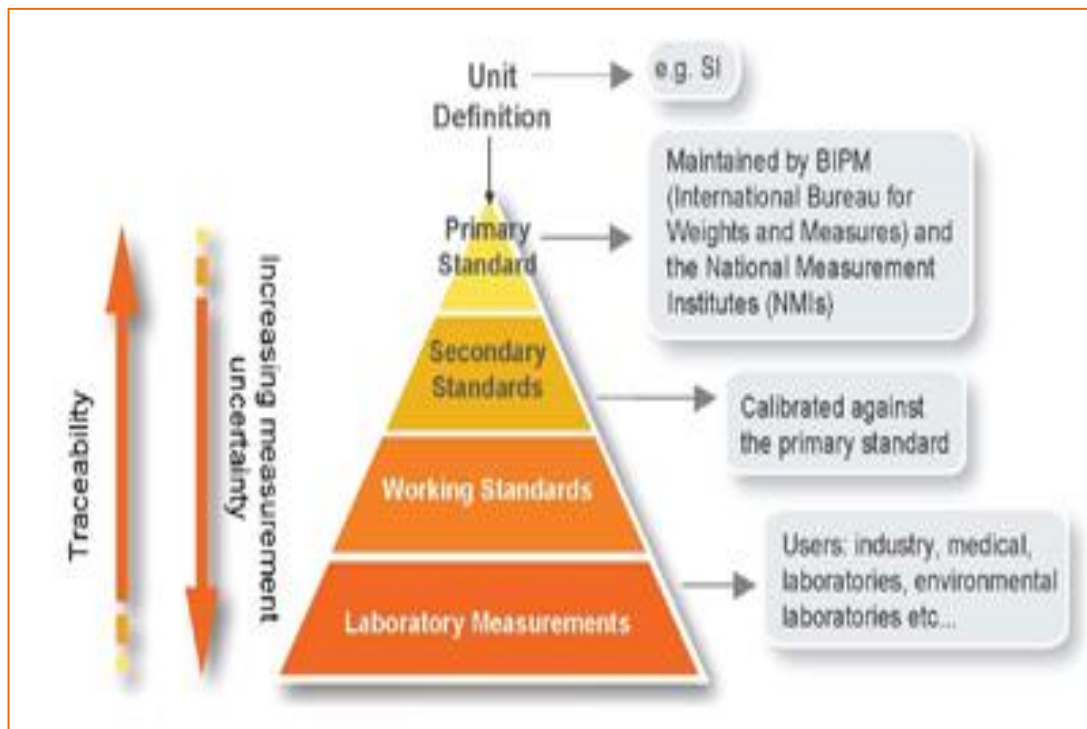 Unit
Definition
e.g. SI
Maintained by BIPM
(International Bureau for
Weights and Measures) and
the National Measurement
Institutes (NMIs)
Primary
Standard
Secondary
Standards
Calibrated against
the primary standard
Working Standards
Users: industry, medical,
laboratories, environmental
laboratories etc...
Laboratory Measurements
Traceability
Increasing measurement
uncertainty